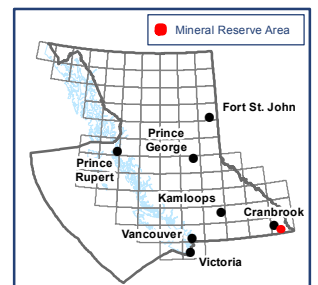 Mineral Reserve Area
Fort St. John
Prince
George
Prince
Rupert
Kamloops
Cranbrook
Vancouver
Victoria